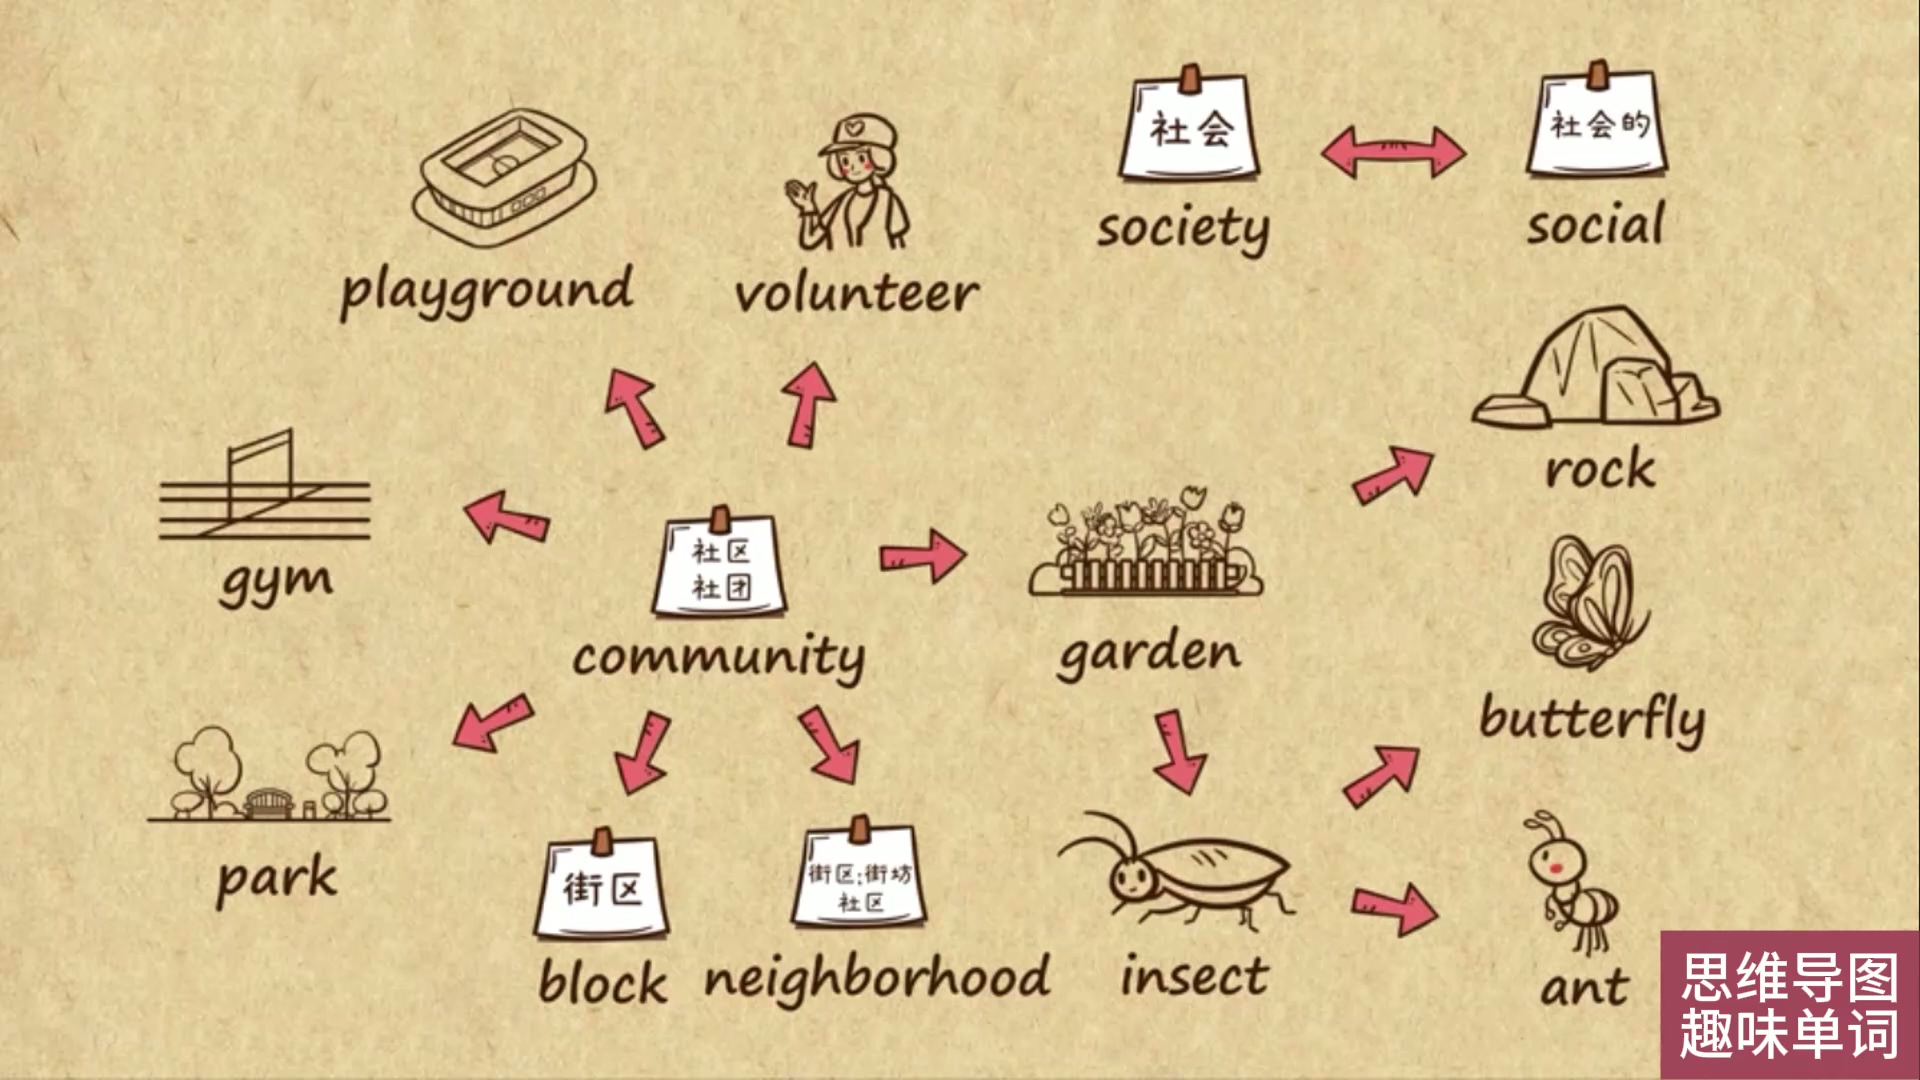 社会
社会的
society
social
playground
volunteer
rock
gym
社区
社团
community
garden
butterfly
park
街区
block
街区;街坊
社区
neighborhood
insect
ant
思维导图
趣味单词